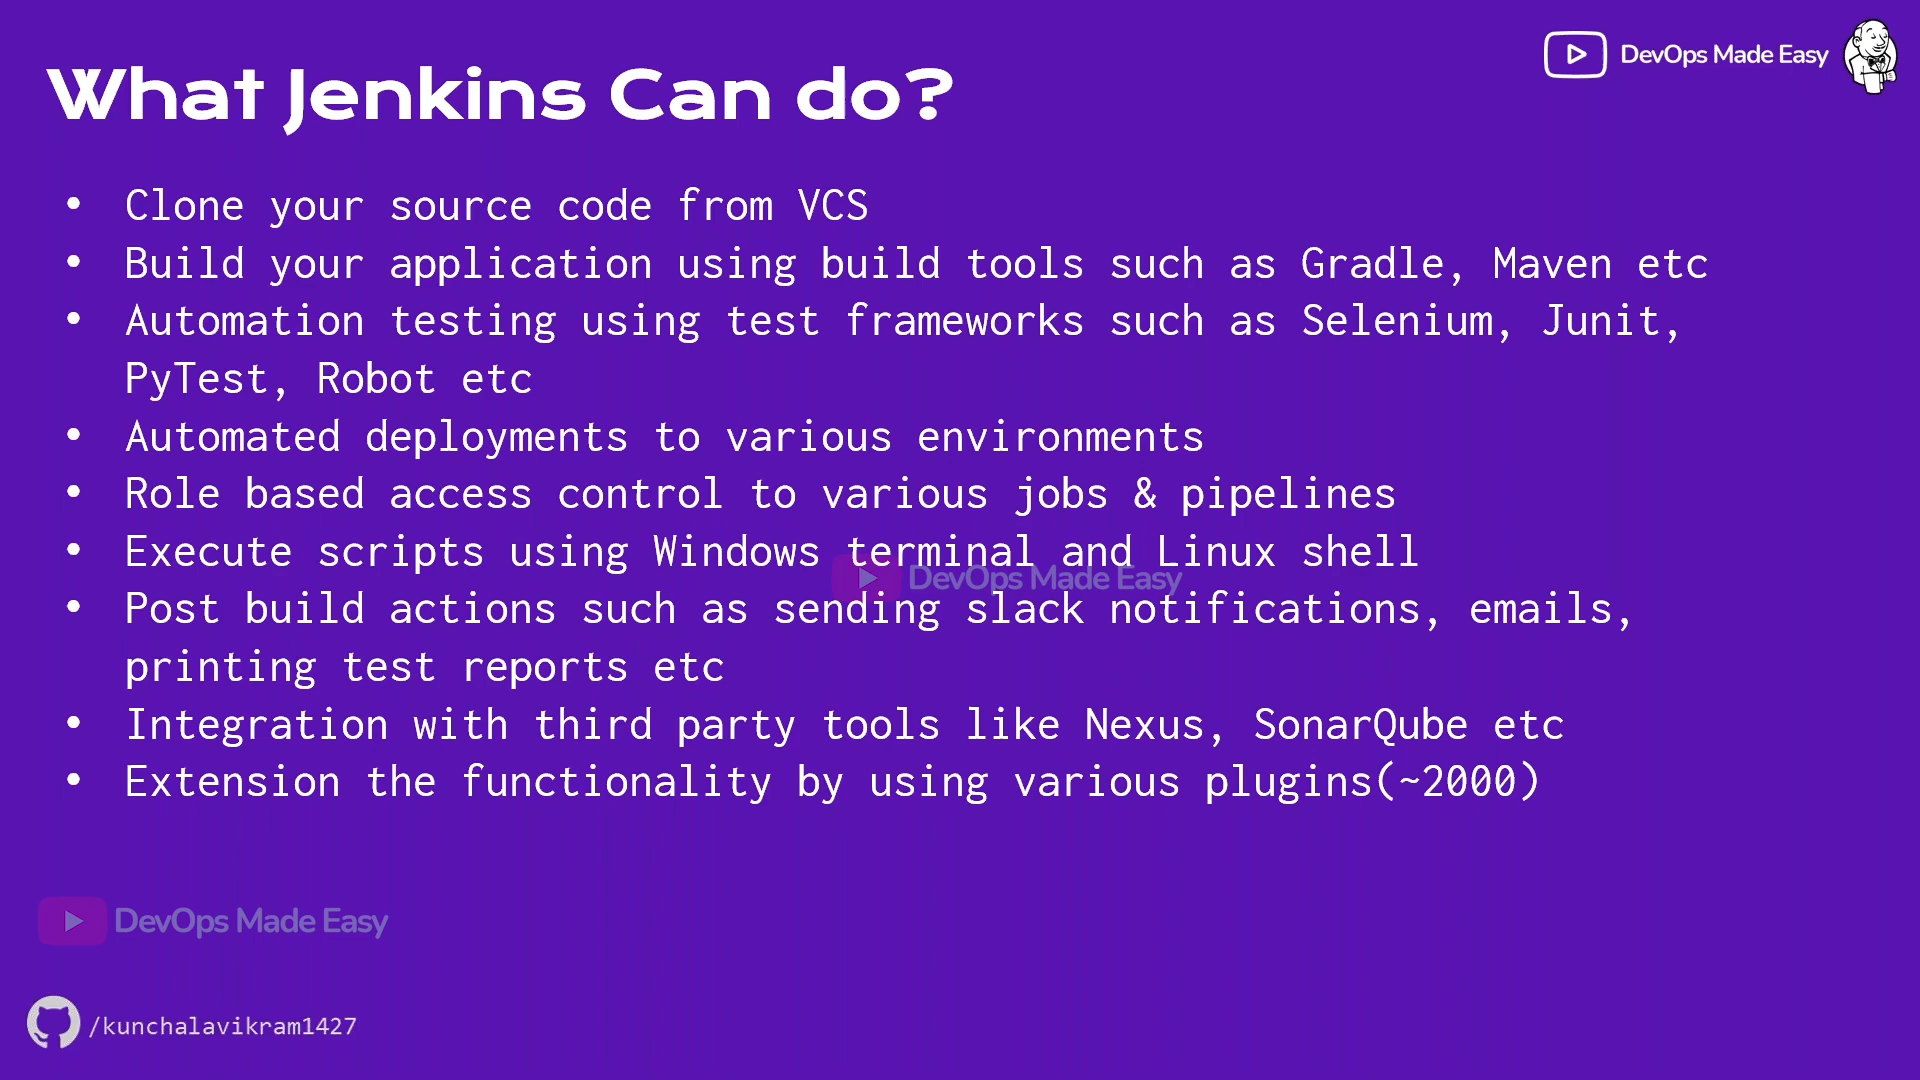 What Jenkins Can do?
DevOps Made Easy
• Clone your source code from VCS
• Build your application using build tools such as Gradle, Maven etc
• Automation testing using test frameworks such as Selenium, Junit,
PyTest, Robot etc
• Automated deployments to various environments
• Role based access control to various jobs & pipelines
• Execute scripts using Windows terminal and Linux shell
DevOps Made Easy
• Post build actions such as sending slack notifications, emails,
printing test reports etc
• Integration with third party tools like Nexus, SonarQube etc
• Extension the functionality by using various plugins(~2000)
DevOps Made Easy
/kunchalavikram1427